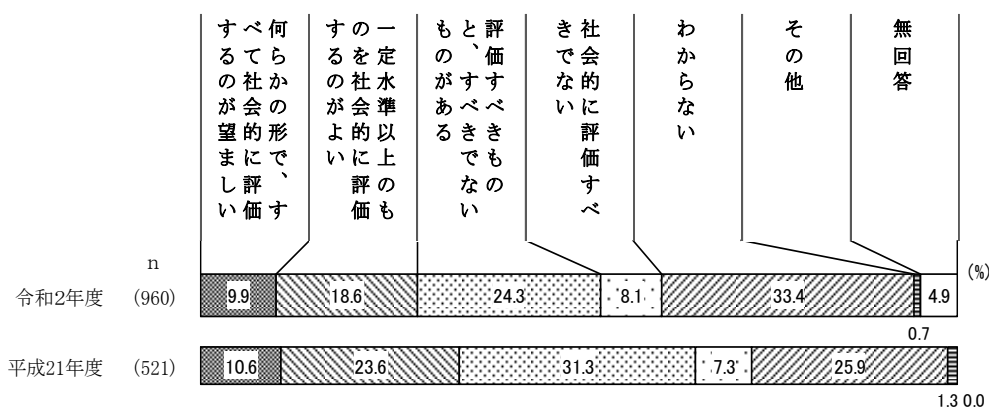 何らかの形で、す
べて社会的に評価
するのが望ましい
一定水準以上のも
のを社会的に評価
するのがよい
評価すべきもの
と、すべきでない
ものがある
社会的に評価すべ
きでない
わからない
その他
無回答
n
(%)
令和2年度 (960) 9.9 18.6 24.3 8.1 33.4 4.9
0.7
平成21年度 (521) 10.6 23.6 31.3 7.3 25.9
1.3 0.0